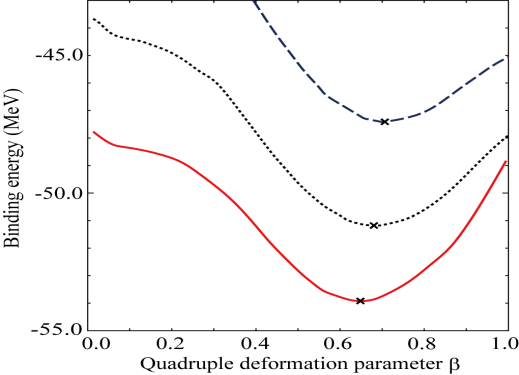 -45.0
-50.0
-55.0
Binding energy (MeV)
0.0 0.2 0.4 0.6 0.8 1.0
Quadruple deformation parameter β